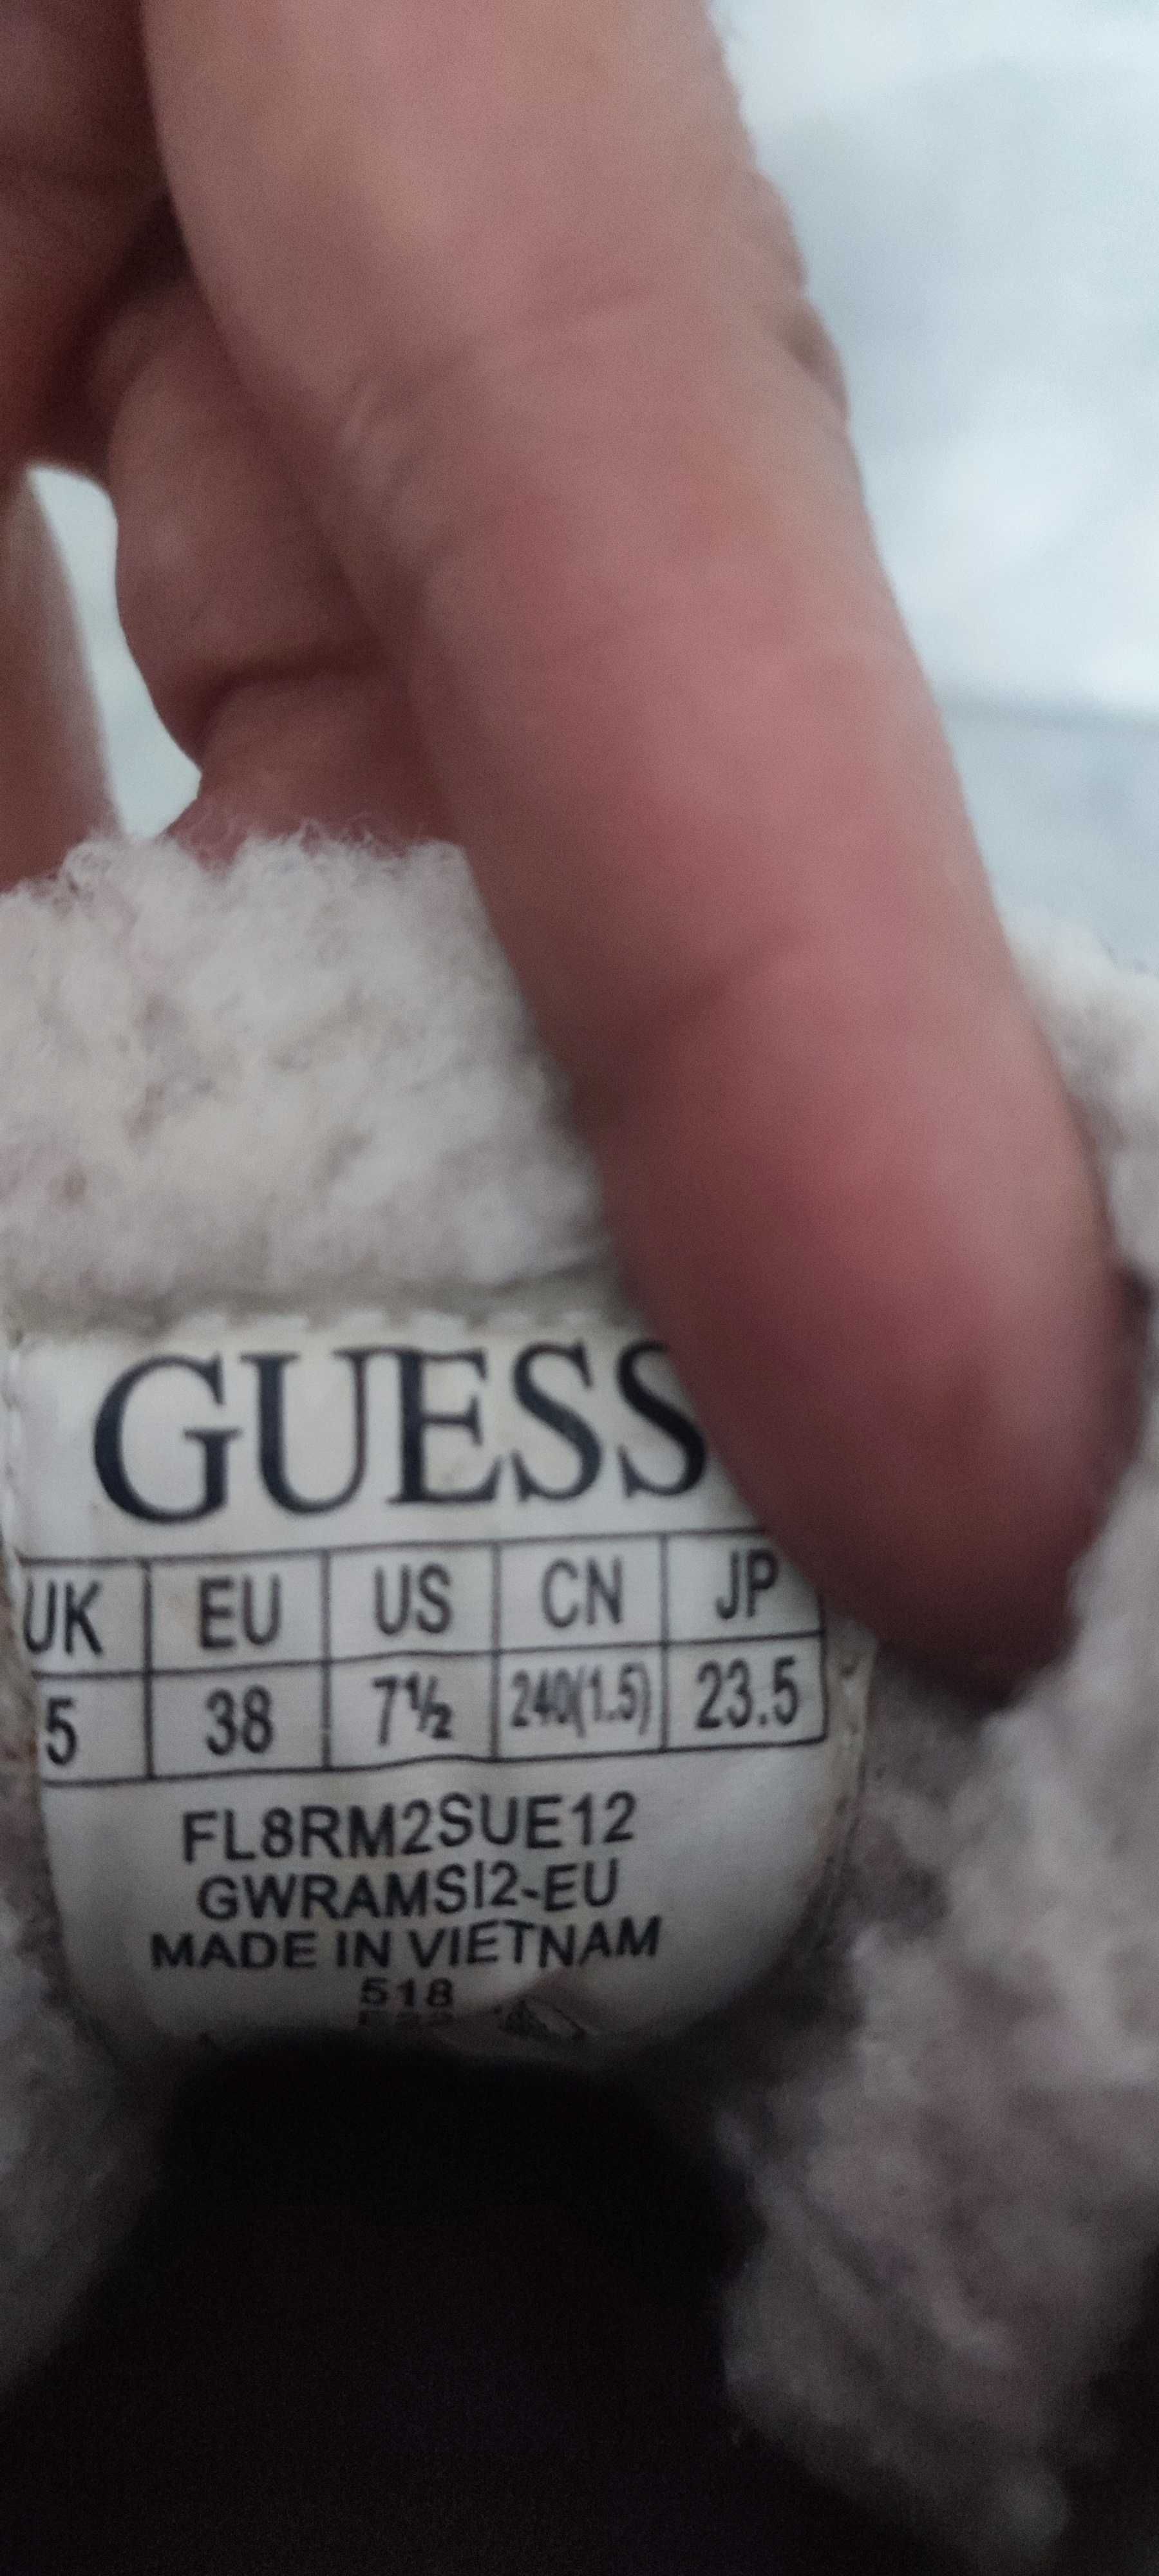 GUESS
UK EU US CN JP
5 38 7½ 240(1.5) 23.5
FL8RM2SUE12
GWRAMSI2-EU
MADE IN VIETNAM
518